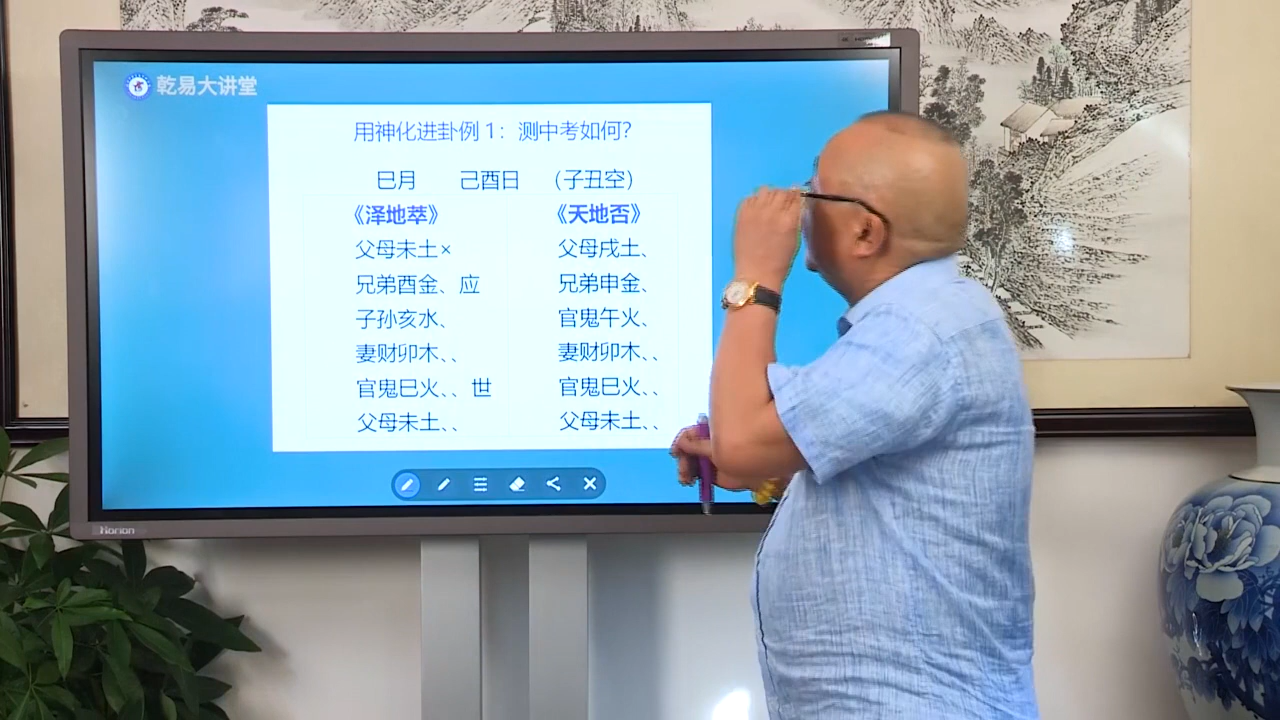 乾易大讲堂
用神化进卦例1：测中考如何？
巳月 己酉日 （子丑空）
《泽地萃》 《天地否》
父母未土× 父母戌土、
兄弟酉金、应 兄弟申金、
子孙亥水、 官鬼午火、
妻财卯木、、 妻财卯木、、
官鬼巳火、、世 官鬼巳火、、
父母未土、、 父母未土、、
Horion